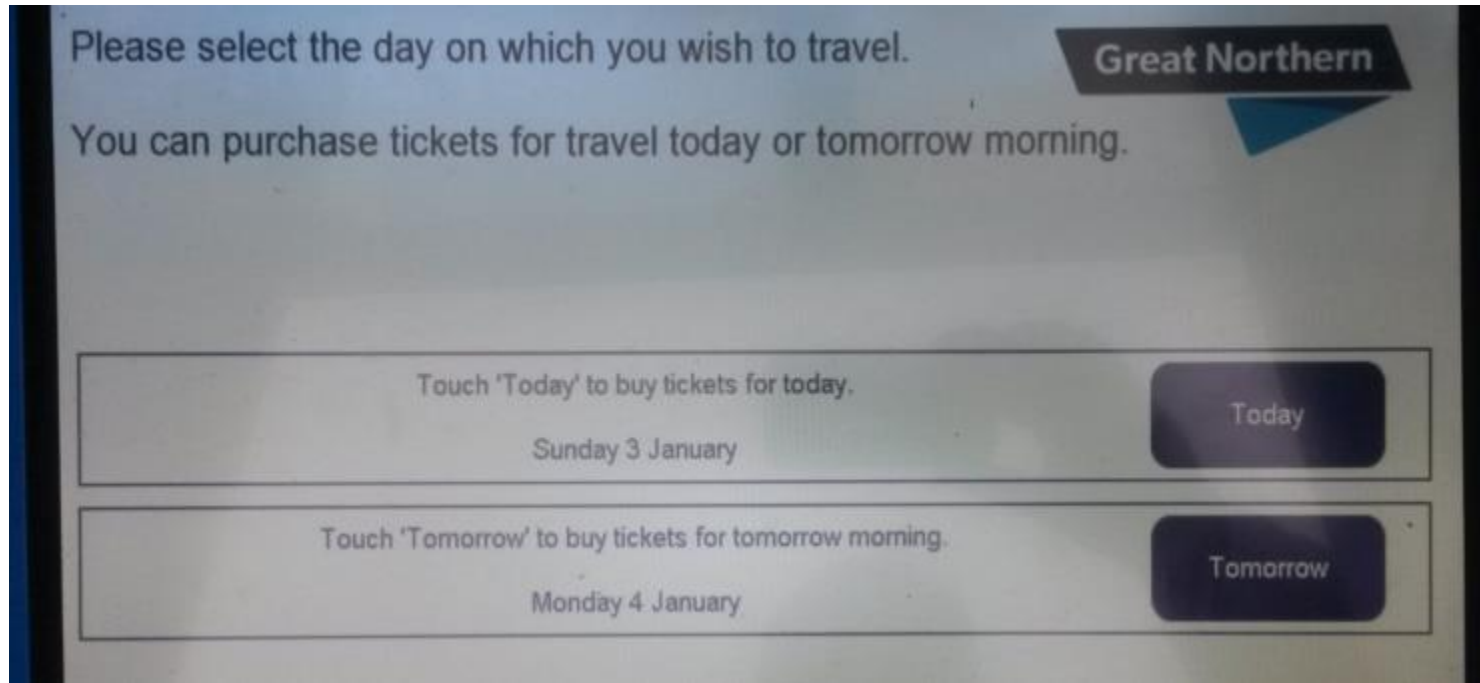 Please select the day on which you wish to travel.
Great Northern
You can purchase tickets for travel today or tomorrow morning.
Touch 'Today' to buy tickets for today.
Today
Sunday 3 January
Touch 'Tomorrow' to buy tickets for tomorrow morning.
Tomorrow
Monday 4 January